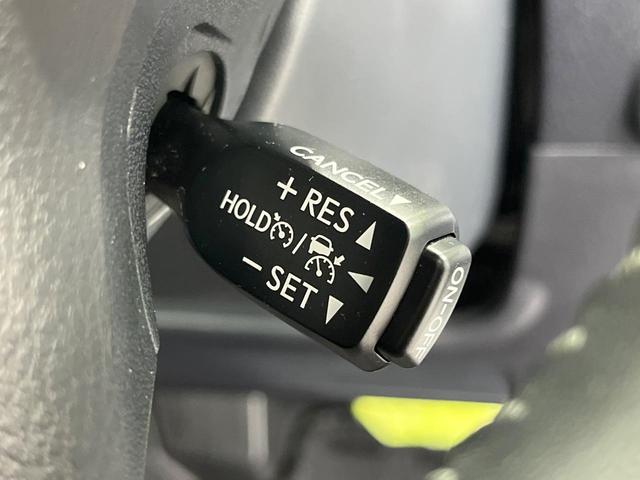 CANCEL
+ RES
HOLD /
- SET
ON-OFF